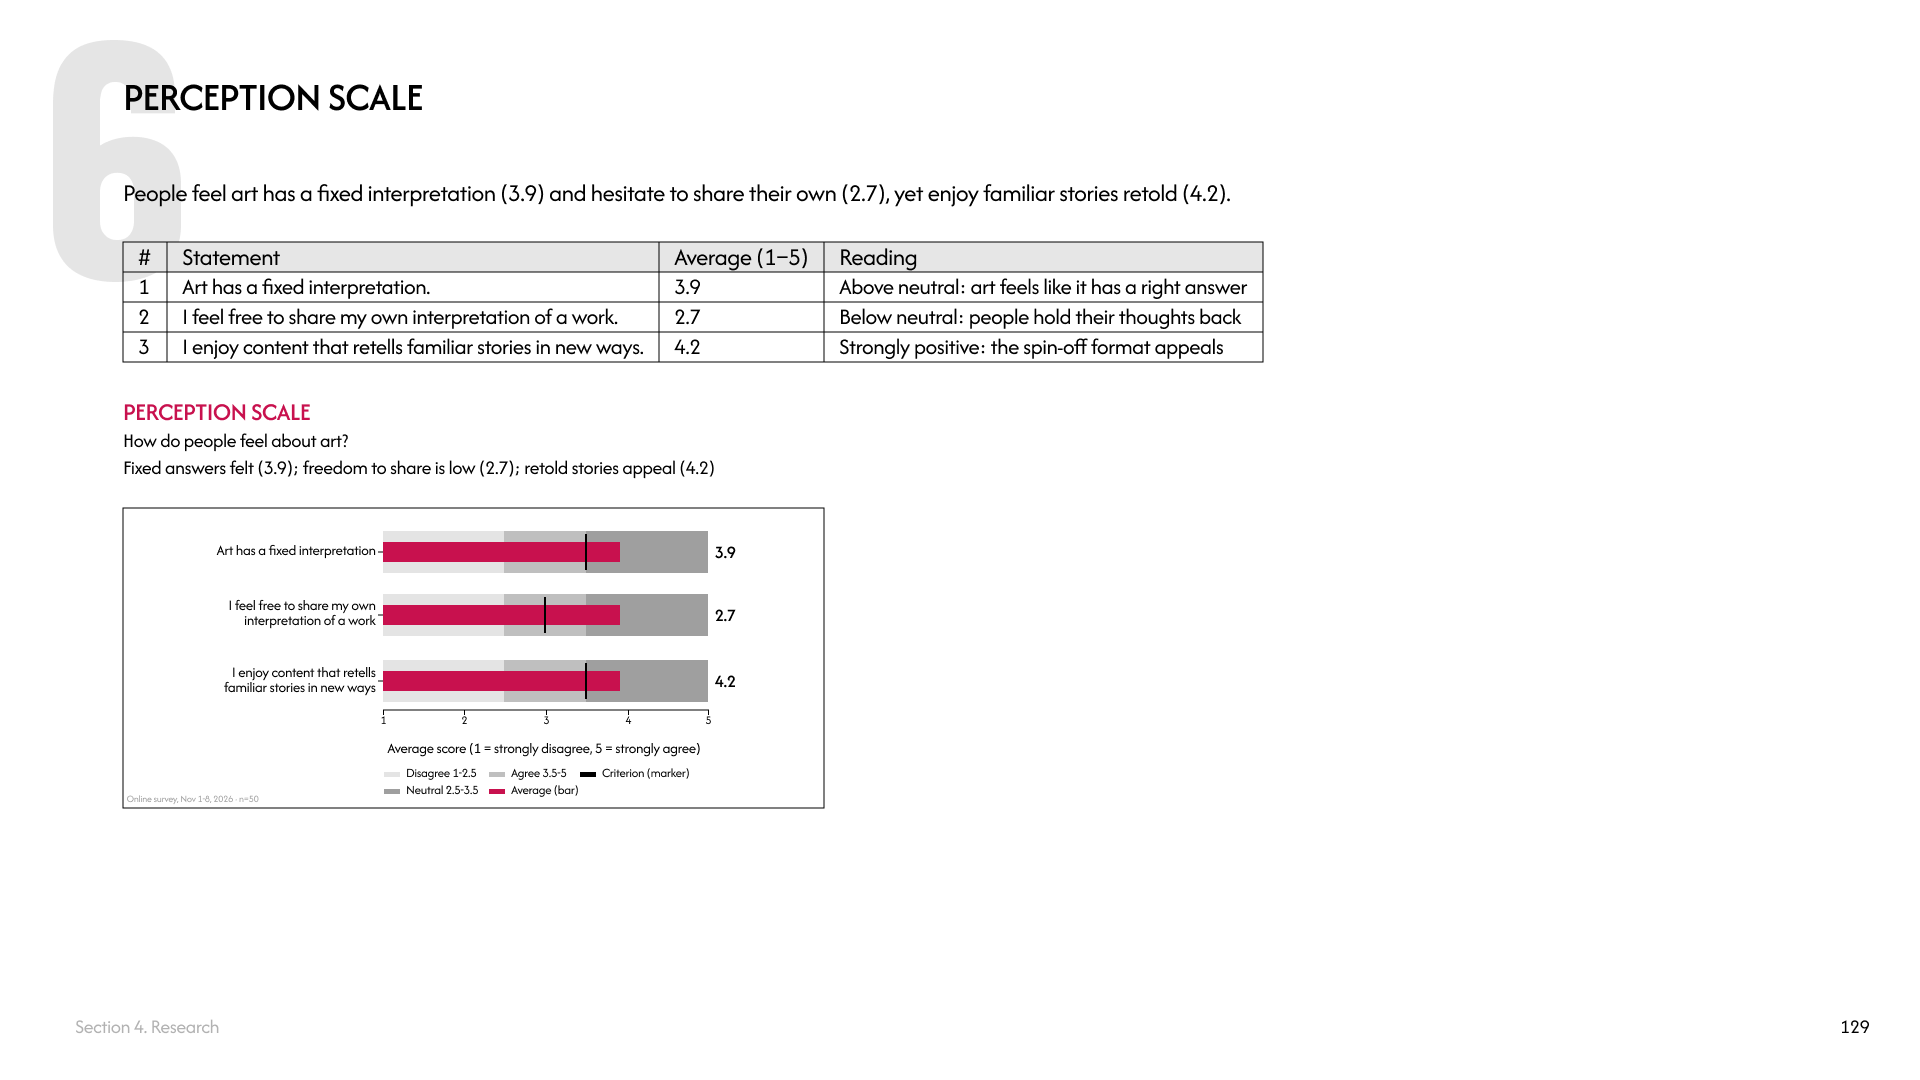 6
PERCEPTION SCALE
People feel art has a fixed interpretation (3.9) and hesitate to share their own (2.7), yet enjoy familiar stories retold (4.2).
# Statement Average (1–5) Reading
1 Art has a fixed interpretation. 3.9 Above neutral: art feels like it has a right answer
2 I feel free to share my own interpretation of a work. 2.7 Below neutral: people hold their thoughts back
3 I enjoy content that retells familiar stories in new ways. 4.2 Strongly positive: the spin-off format appeals
PERCEPTION SCALE
How do people feel about art?
Fixed answers felt (3.9); freedom to share is low (2.7); retold stories appeal (4.2)
Art has a fixed interpretation 3.9
I feel free to share my own
interpretation of a work 2.7
I enjoy content that retells
familiar stories in new ways 4.2
1 2 3 4 5
Average score (1 = strongly disagree, 5 = strongly agree)
Disagree 1-2.5 Agree 3.5-5 Criterion (marker)
Neutral 2.5-3.5 Average (bar)
Online survey, Nov 1-8, 2026 · n=50
Section 4. Research 129